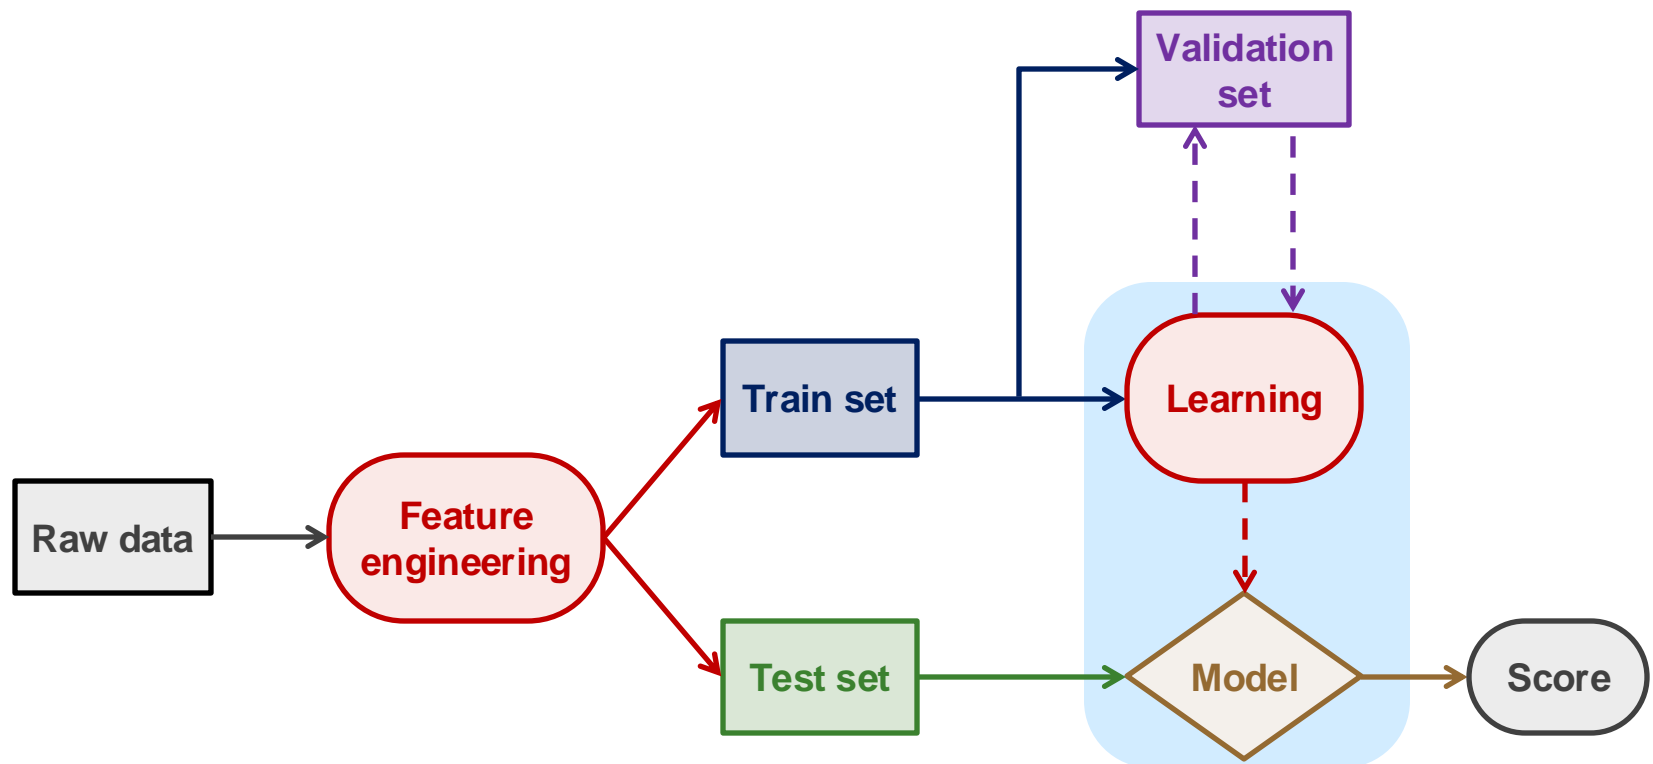 Validation
set
Train set
Learning
Raw data
Feature
engineering
Test set
Model
Score